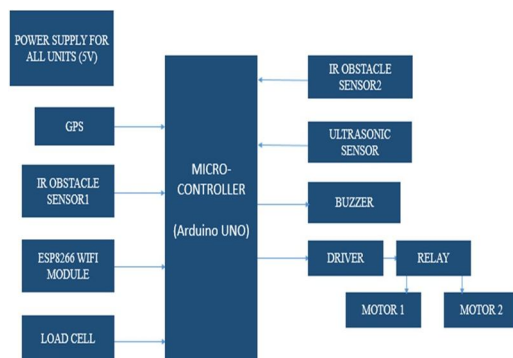 POWER SUPPLY FOR
ALL UNITS (5V)
GPS
IR OBSTACLE
SENSOR1
ESP8266 WIFI
MODULE
LOAD CELL
MICRO-
CONTROLLER
(Arduino UNO)
IR OBSTACLE
SENSOR2
ULTRASONIC
SENSOR
BUZZER
DRIVER
RELAY
MOTOR 1
MOTOR 2